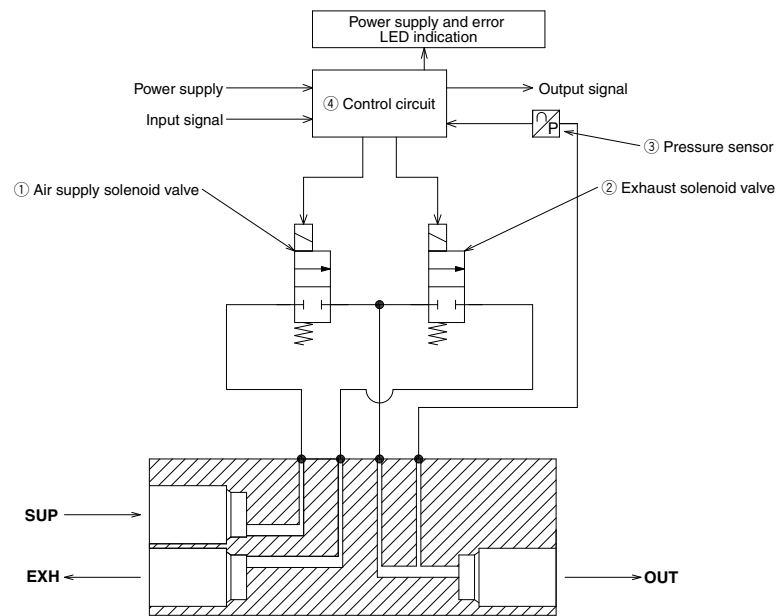 Power supply and error
LED indication
Power supply
④ Control circuit
Output signal
Input signal
P
③ Pressure sensor
① Air supply solenoid valve
② Exhaust solenoid valve
SUP
EXH
OUT